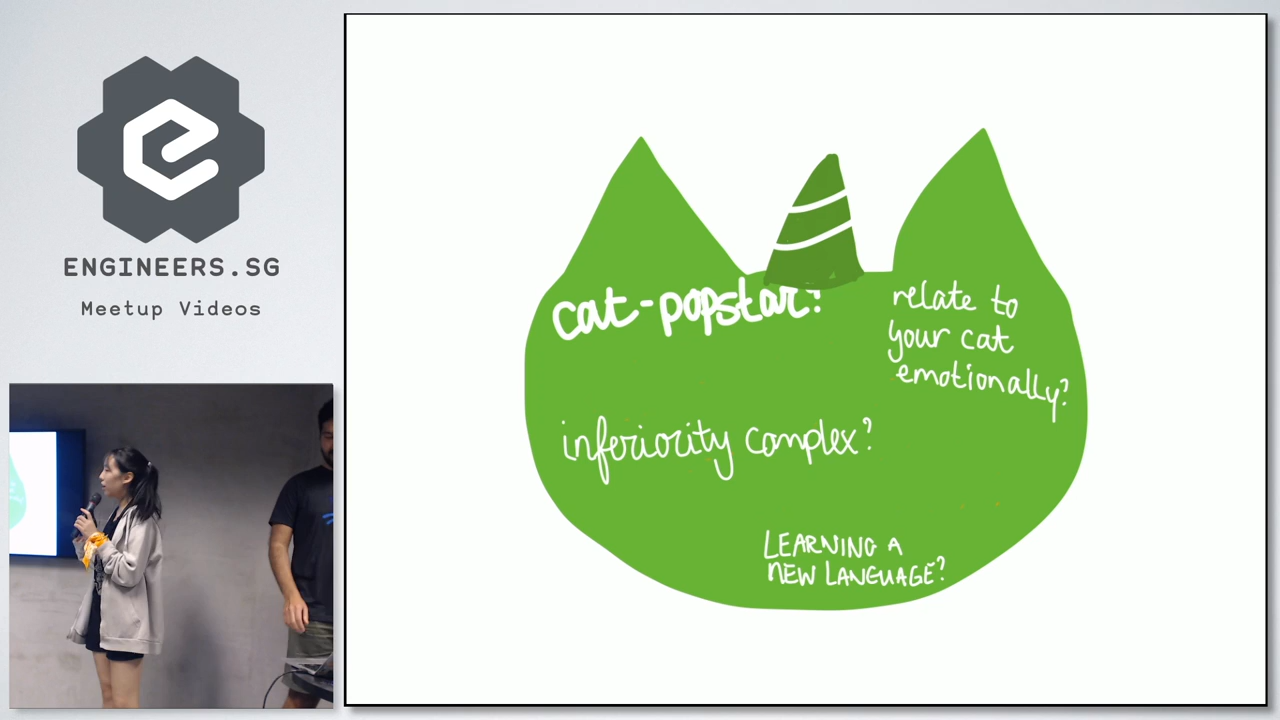 ENGINEERS.SG
Meetup Videos
cat-popstar?
relate to
your cat
emotionally?
inferiority complex?
LEARNING A
NEW LANGUAGE?